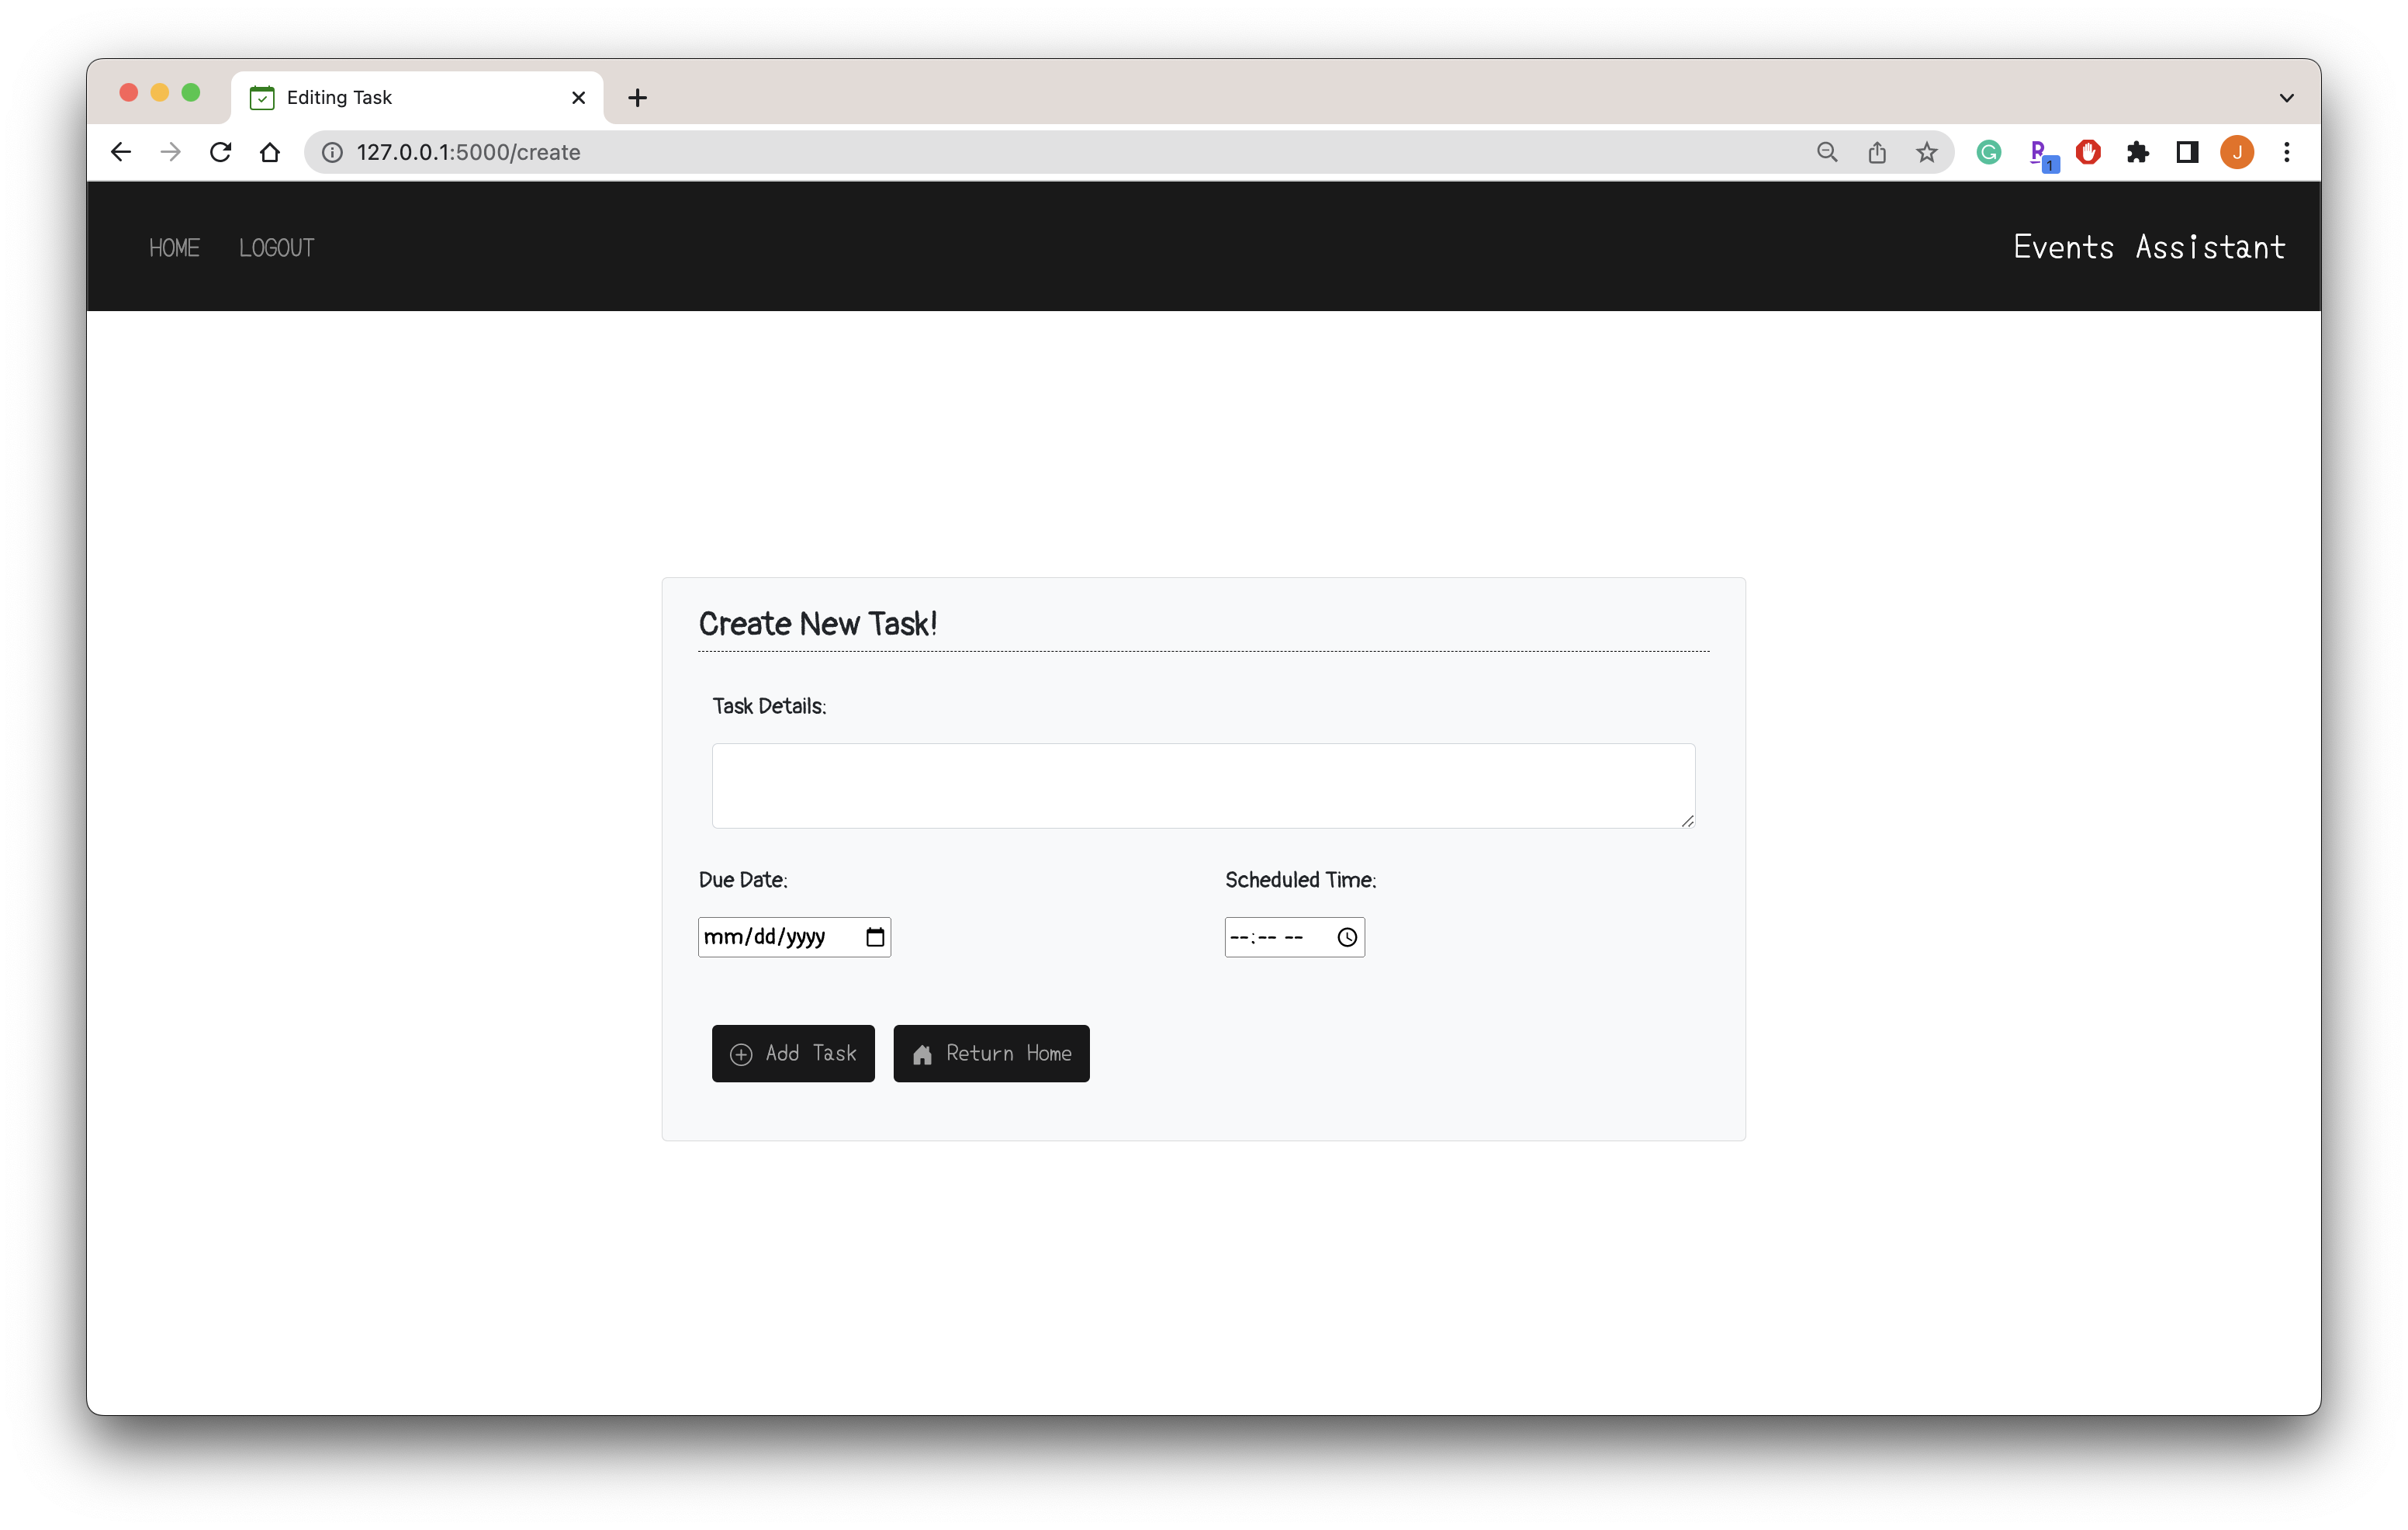 Editing Task
127.0.0.1:5000/create
1
J
HOME LOGOUT Events Assistant
Create New Task!
Task Details:
Due Date: Scheduled Time:
mm/dd/yyyy --:-- --
Add Task Return Home